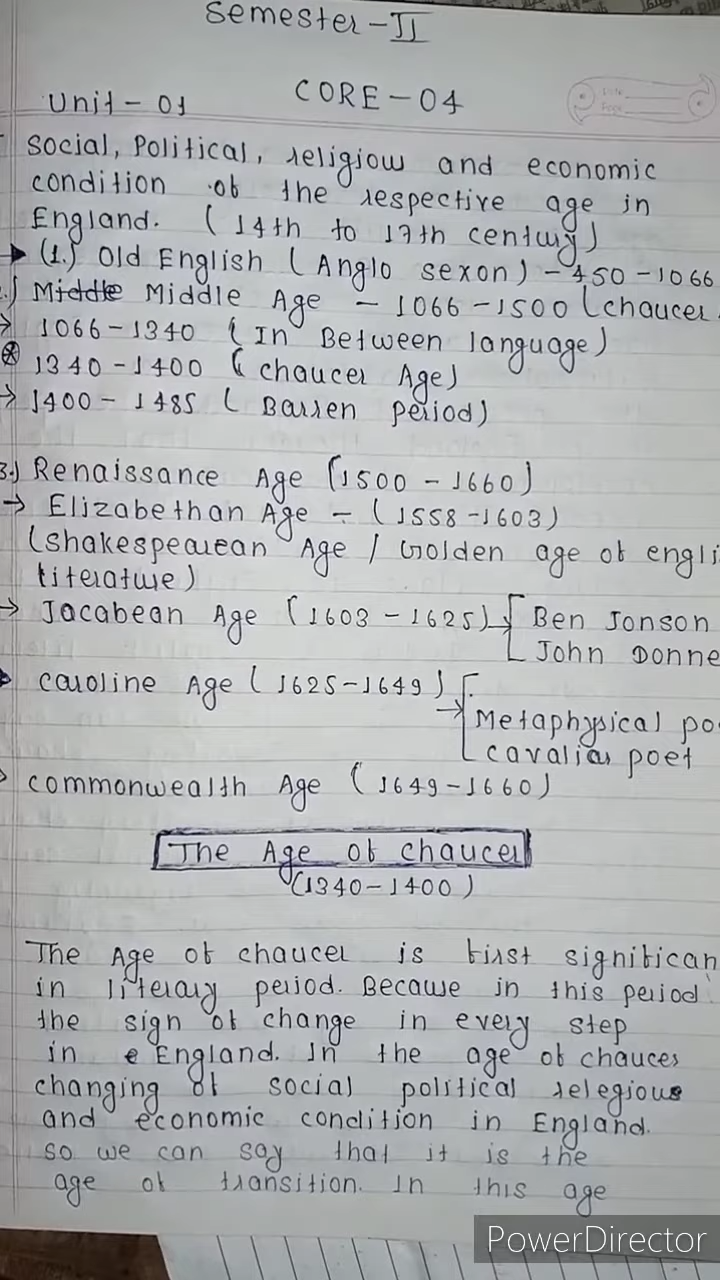 Semester - II
Unit - 01 CORE - 04
Social, Political, religiow and economic
condition of the respective age in
England. (14th to 17th century)
(1.) Old English (Anglo sexon) - 450 - 1066
.) Middle Middle Age - 1066 - 1500 (chaucer
→ 1066 - 1340 (In Between language)
1340 - 1400 (chaucer Age)
→ 1400 - 1485 (Barren period)
3.) Renaissance Age (1500 - 1660)
→ Elizabethan Age - (1558 - 1603)
(Shakespearean Age / Golden age of engli
literature)
→ Jacabean Age (1603 - 1625) → Ben Jonson
John Donne
caroline Age (1625 - 1649)
→ Metaphysical po
cavalier poet
commonwealth Age (1649 - 1660)
The Age of chaucer
(1340 - 1400)
The Age of chaucer is first significan
in literary period. Because in this period
the sign of change in every step
in England. In the age of chaucer
changing of social political relegious
and economic condition in England.
so we can say that it is the
age of transition. In this age
PowerDirector